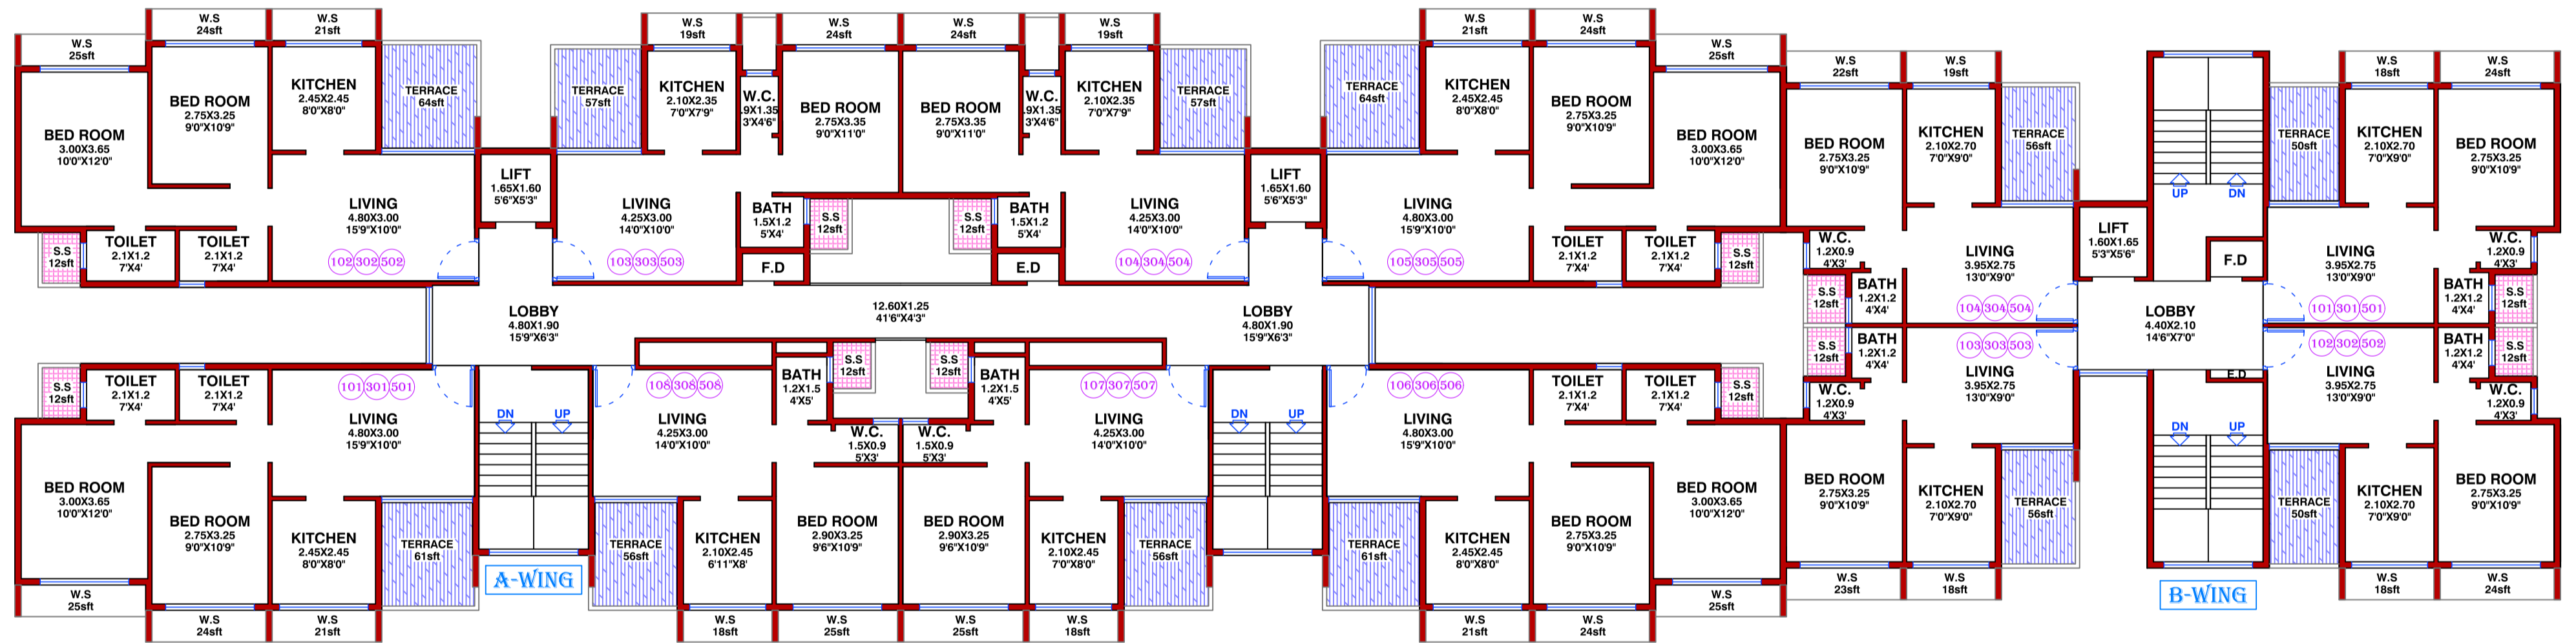 W.S
25sft
W.S
24sft
W.S
21sft
BED ROOM
3.00X3.65
10'0"X12'0"
BED ROOM
2.75X3.25
9'0"X10'9"
KITCHEN
2.45X2.45
8'0"X8'0"
TERRACE
64sft
LIVING
4.80X3.00
15'9"X10'0"
102 302 502
S.S
12sft
TOILET
2.1X1.2
7'X4'
TOILET
2.1X1.2
7'X4'
LIFT
1.65X1.60
5'6"X5'3"
TERRACE
57sft
W.S
19sft
KITCHEN
2.10X2.35
7'0"X7'9"
W.C.
.9X1.35
3'X4'6"
W.S
24sft
BED ROOM
2.75X3.35
9'0"X11'0"
LIVING
4.25X3.00
14'0"X10'0"
103 303 503
BATH
1.5X1.2
5'X4'
S.S
12sft
F.D
W.S
24sft
BED ROOM
2.75X3.35
9'0"X11'0"
W.C.
.9X1.35
3'X4'6"
W.S
19sft
KITCHEN
2.10X2.35
7'0"X7'9"
TERRACE
57sft
S.S
12sft
BATH
1.5X1.2
5'X4'
E.D
LIVING
4.25X3.00
14'0"X10'0"
104 304 504
LIFT
1.65X1.60
5'6"X5'3"
TERRACE
64sft
W.S
21sft
KITCHEN
2.45X2.45
8'0"X8'0"
W.S
24sft
BED ROOM
2.75X3.25
9'0"X10'9"
W.S
25sft
BED ROOM
3.00X3.65
10'0"X12'0"
LIVING
4.80X3.00
15'9"X10'0"
105 305 505
TOILET
2.1X1.2
7'X4'
TOILET
2.1X1.2
7'X4'
S.S
12sft
W.S
22sft
BED ROOM
2.75X3.25
9'0"X10'9"
W.S
19sft
KITCHEN
2.10X2.70
7'0"X9'0"
TERRACE
56sft
W.C.
1.2X0.9
4'X3'
S.S
12sft
BATH
1.2X1.2
4'X4'
LIVING
3.95X2.75
13'0"X9'0"
104 304 504
LIFT
1.60X1.65
5'3"X5'6"
UP
DN
F.D
TERRACE
50sft
W.S
18sft
KITCHEN
2.10X2.70
7'0"X9'0"
W.S
24sft
BED ROOM
2.75X3.25
9'0"X10'9"
LIVING
3.95X2.75
13'0"X9'0"
101 301 501
W.C.
1.2X0.9
4'X3'
BATH
1.2X1.2
4'X4'
S.S
12sft
LOBBY
4.80X1.90
15'9"X6'3"
12.60X1.25
41'6"X4'3"
LOBBY
4.80X1.90
15'9"X6'3"
LOBBY
4.40X2.10
14'6"X7'0"
E.D
S.S
12sft
TOILET
2.1X1.2
7'X4'
TOILET
2.1X1.2
7'X4'
101 301 501
LIVING
4.80X3.00
15'9"X10'0"
BED ROOM
3.00X3.65
10'0"X12'0"
W.S
25sft
BED ROOM
2.75X3.25
9'0"X10'9"
W.S
24sft
KITCHEN
2.45X2.45
8'0"X8'0"
W.S
21sft
TERRACE
61sft
DN
UP
A-WING
108 308 508
LIVING
4.25X3.00
14'0"X10'0"
BATH
1.2X1.5
4'X5'
S.S
12sft
W.C.
1.5X0.9
5'X3'
TERRACE
56sft
KITCHEN
2.10X2.45
6'11"X8'
W.S
18sft
BED ROOM
2.90X3.25
9'6"X10'9"
W.S
25sft
S.S
12sft
BATH
1.2X1.5
4'X5'
W.C.
1.5X0.9
5'X3'
107 307 507
LIVING
4.25X3.00
14'0"X10'0"
BED ROOM
2.90X3.25
9'6"X10'9"
W.S
25sft
KITCHEN
2.10X2.45
7'0"X8'0"
W.S
18sft
TERRACE
56sft
DN
UP
106 306 506
LIVING
4.80X3.00
15'9"X10'0"
TOILET
2.1X1.2
7'X4'
TOILET
2.1X1.2
7'X4'
S.S
12sft
TERRACE
61sft
KITCHEN
2.45X2.45
8'0"X8'0"
W.S
21sft
BED ROOM
2.75X3.25
9'0"X10'9"
W.S
24sft
BED ROOM
3.00X3.65
10'0"X12'0"
W.S
25sft
S.S
12sft
BATH
1.2X1.2
4'X4'
W.C.
1.2X0.9
4'X3'
103 303 503
LIVING
3.95X2.75
13'0"X9'0"
BED ROOM
2.75X3.25
9'0"X10'9"
W.S
23sft
KITCHEN
2.10X2.70
7'0"X9'0"
W.S
18sft
TERRACE
56sft
DN
UP
B-WING
102 302 502
LIVING
3.95X2.75
13'0"X9'0"
BATH
1.2X1.2
4'X4'
S.S
12sft
W.C.
1.2X0.9
4'X3'
TERRACE
50sft
KITCHEN
2.10X2.70
7'0"X9'0"
W.S
18sft
BED ROOM
2.75X3.25
9'0"X10'9"
W.S
24sft